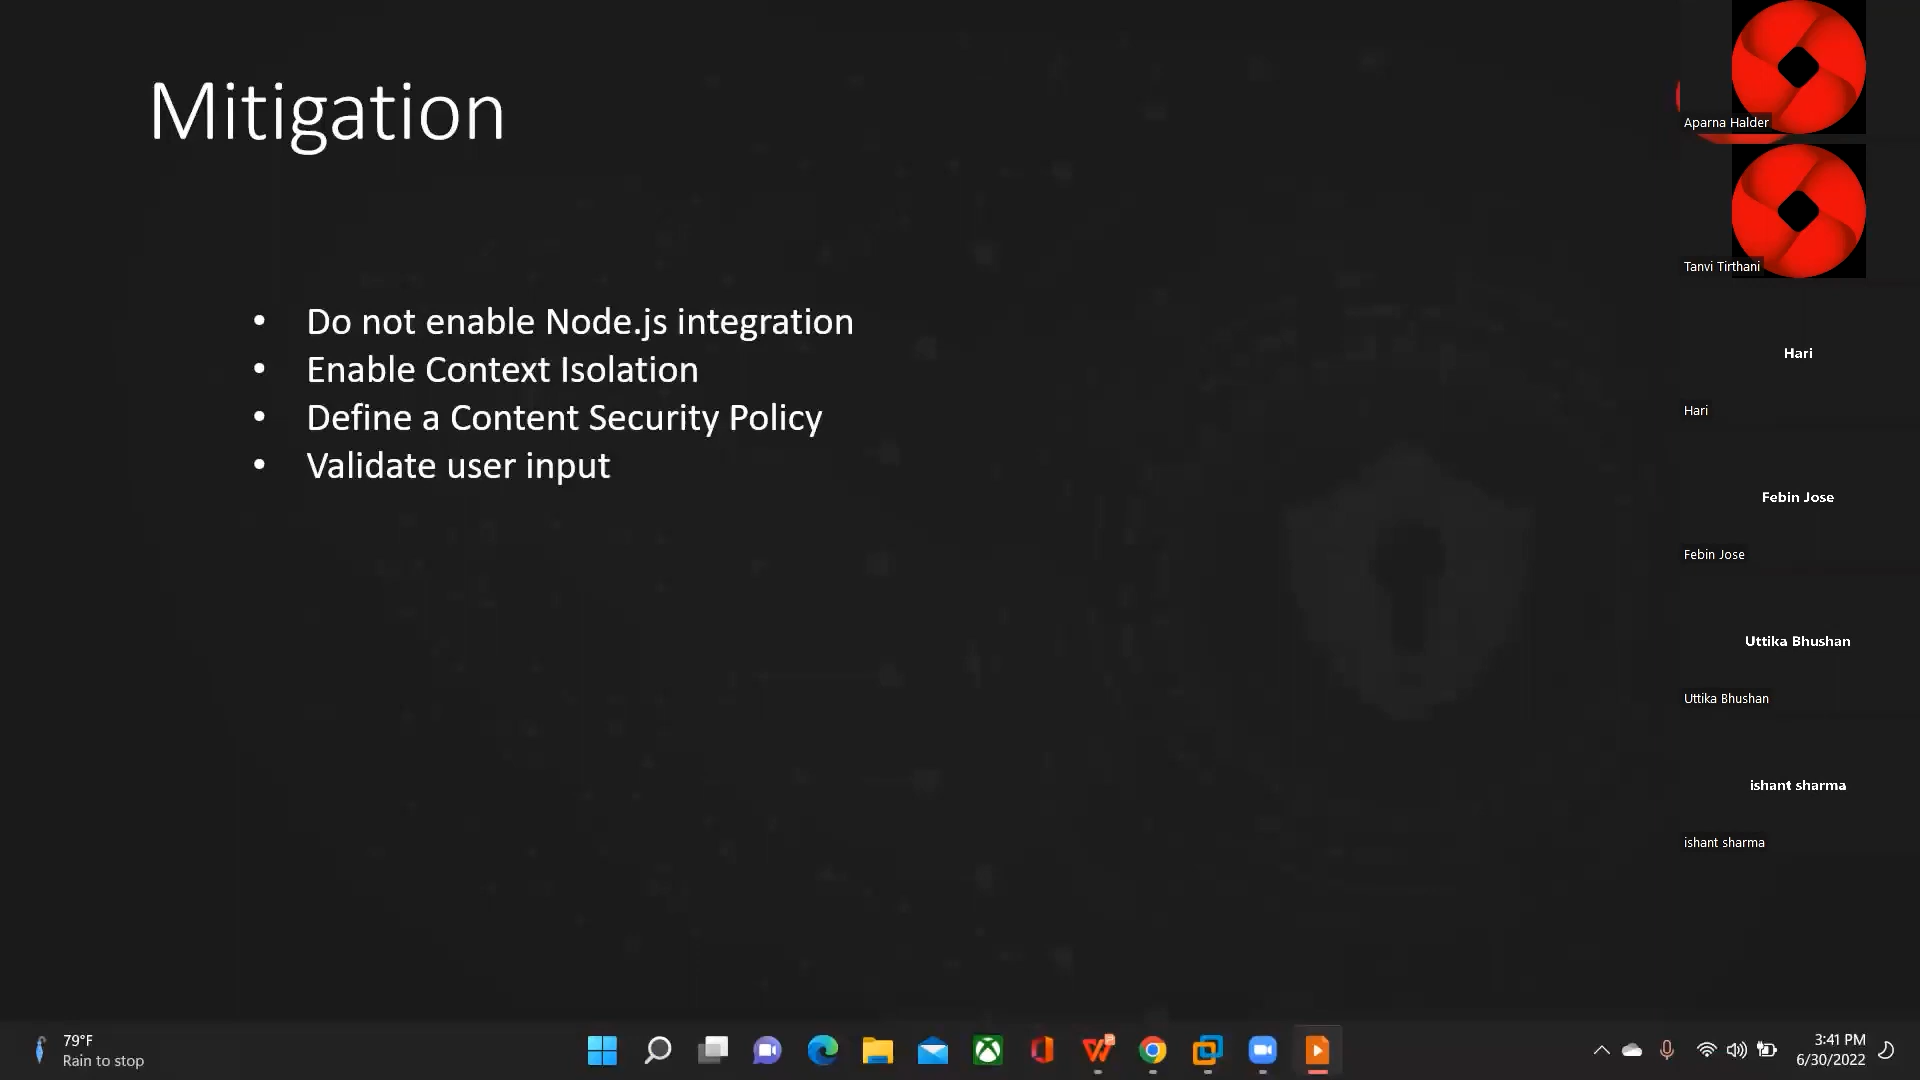 Mitigation
• Do not enable Node.js integration
• Enable Context Isolation
• Define a Content Security Policy
• Validate user input
Aparna Halder
Tanvi Tirthani
Hari
Hari
Febin Jose
Febin Jose
Uttika Bhushan
Uttika Bhushan
ishant sharma
ishant sharma
79°F
Rain to stop
3:41 PM
6/30/2022